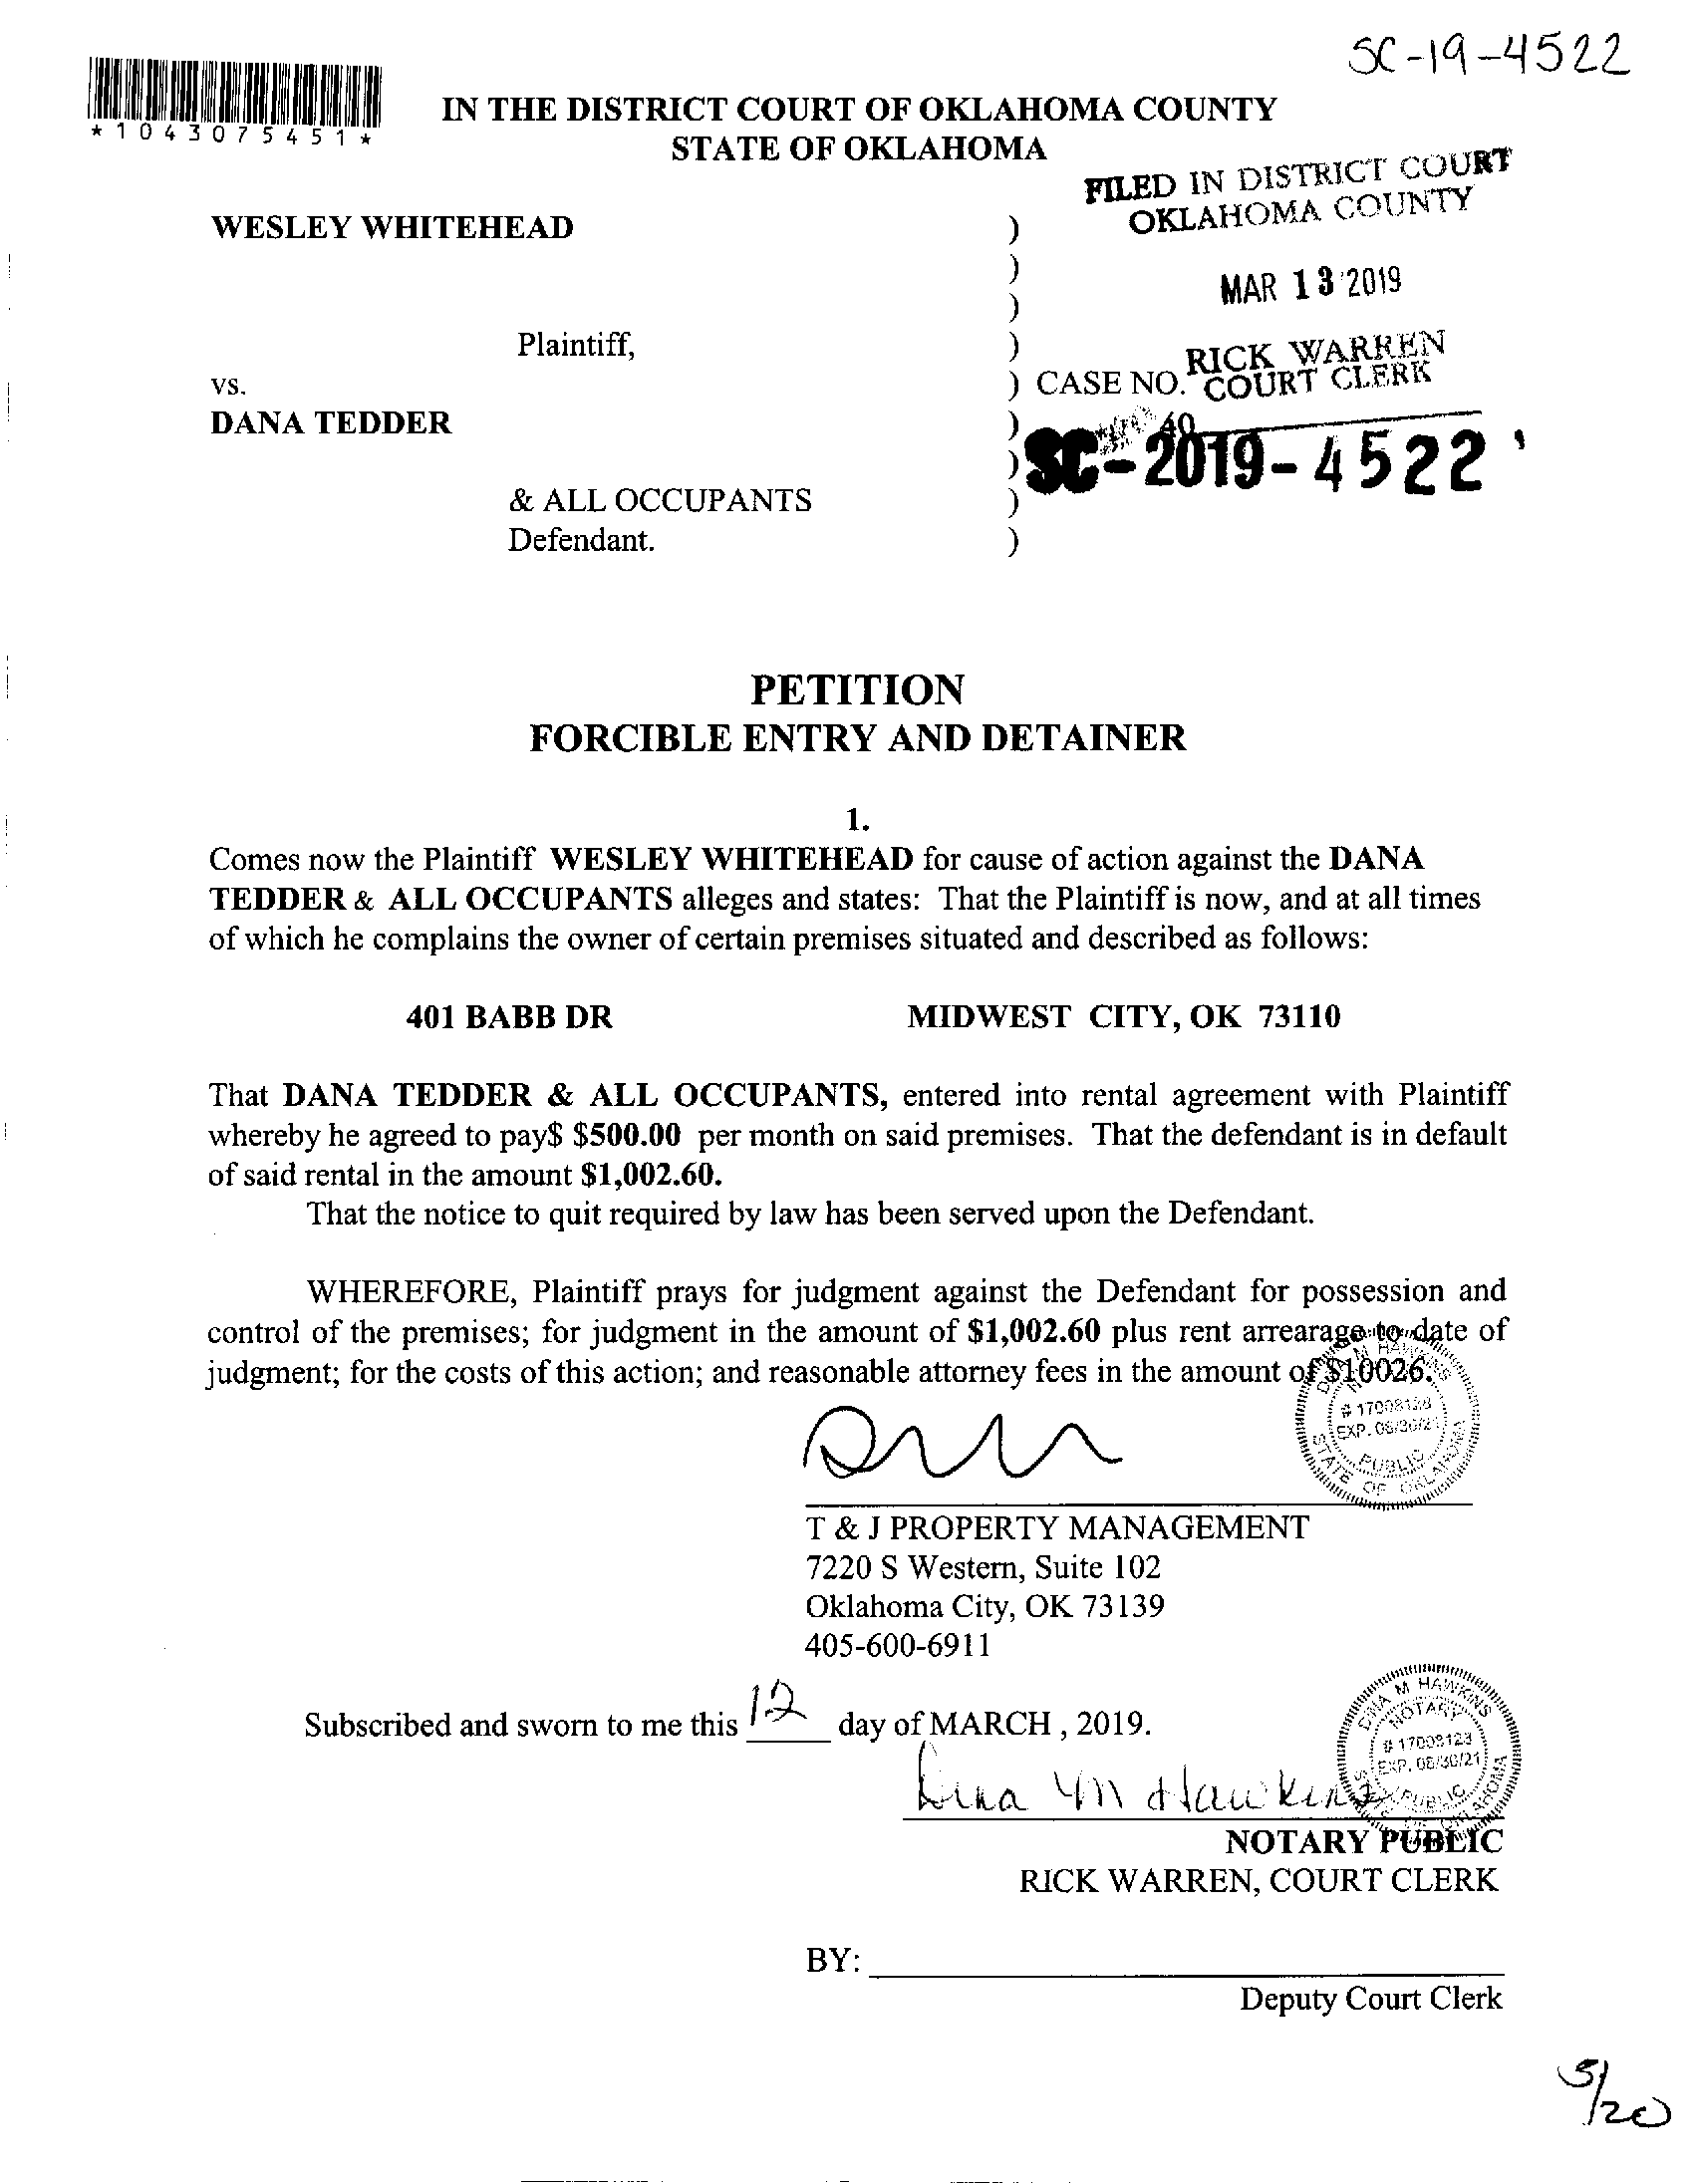 SC-19-4522
*1043075451*
IN THE DISTRICT COURT OF OKLAHOMA COUNTY
STATE OF OKLAHOMA
FILED IN DISTRICT COURT
OKLAHOMA COUNTY
WESLEY WHITEHEAD )
)
MAR 13 2019
)
Plaintiff, )
RICK WARREN
COURT CLERK
vs. ) CASE NO.
DANA TEDDER )
40
) SC-2019-4522
& ALL OCCUPANTS )
Defendant. )
PETITION
FORCIBLE ENTRY AND DETAINER
1.
Comes now the Plaintiff WESLEY WHITEHEAD for cause of action against the DANA
TEDDER & ALL OCCUPANTS alleges and states: That the Plaintiff is now, and at all times
of which he complains the owner of certain premises situated and described as follows:
401 BABB DR MIDWEST CITY, OK 73110
That DANA TEDDER & ALL OCCUPANTS, entered into rental agreement with Plaintiff
whereby he agreed to pay$ $500.00 per month on said premises. That the defendant is in default
of said rental in the amount $1,002.60.
That the notice to quit required by law has been served upon the Defendant.
WHEREFORE, Plaintiff prays for judgment against the Defendant for possession and
control of the premises; for judgment in the amount of $1,002.60 plus rent arrearage to date of
judgment; for the costs of this action; and reasonable attorney fees in the amount of $10026.
# 17008123
EXP. 08/30/21
PUBLIC
STATE OF OKLAHOMA
T & J PROPERTY MANAGEMENT
7220 S Western, Suite 102
Oklahoma City, OK 73139
405-600-6911
Subscribed and sworn to me this 12 day of MARCH , 2019.
DINA M HAWKINS
NOTARY
# 17008123
EXP. 08/30/21
PUBLIC
OKLAHOMA
Dina M Hawkins
NOTARY PUBLIC
RICK WARREN, COURT CLERK
BY:
Deputy Court Clerk
5/20